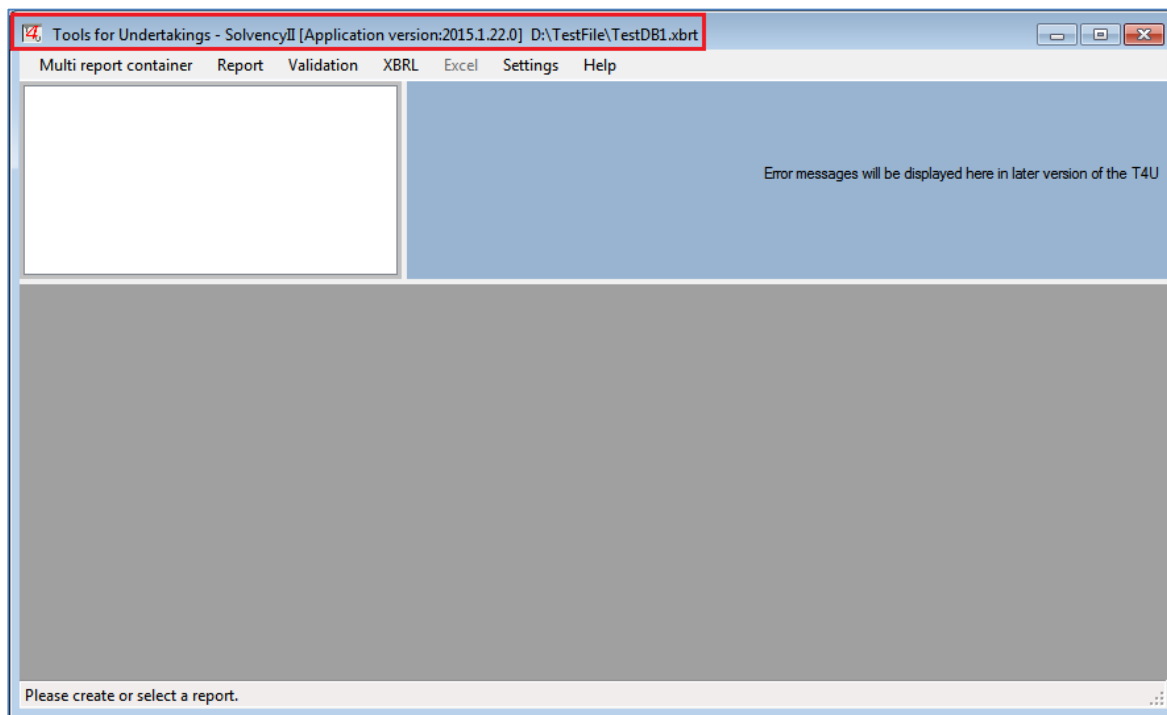 Tools for Undertakings - SolvencyII [Application version:2015.1.22.0] D:\TestFile\TestDB1.xbrt
Multi report container Report Validation XBRL Excel Settings Help
Error messages will be displayed here in later version of the T4U
Please create or select a report.